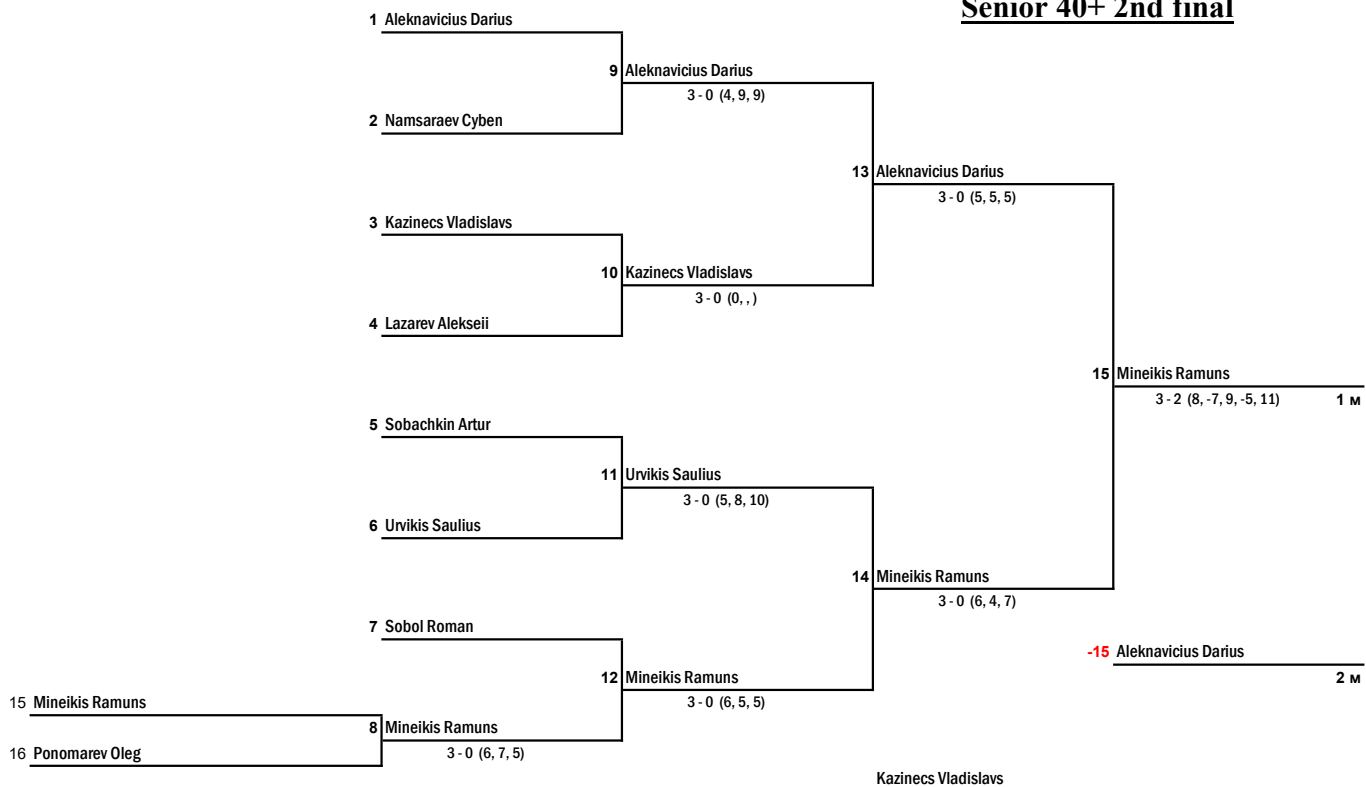 Senior 40+ 2nd final
1 Aleknavicius Darius
9 Aleknavicius Darius
3 - 0 (4, 9, 9)
2 Namsaraev Cyben
13 Aleknavicius Darius
3 - 0 (5, 5, 5)
3 Kazinecs Vladislavs
10 Kazinecs Vladislavs
3 - 0 (0, , )
4 Lazarev Alekseii
15 Mineikis Ramuns
3 - 2 (8, -7, 9, -5, 11) 1 м
5 Sobachkin Artur
11 Urvikis Saulius
3 - 0 (5, 8, 10)
6 Urvikis Saulius
14 Mineikis Ramuns
3 - 0 (6, 4, 7)
7 Sobol Roman
-15 Aleknavicius Darius
2 м
12 Mineikis Ramuns
3 - 0 (6, 5, 5)
15 Mineikis Ramuns
8 Mineikis Ramuns
3 - 0 (6, 7, 5)
16 Ponomarev Oleg
Kazinecs Vladislavs